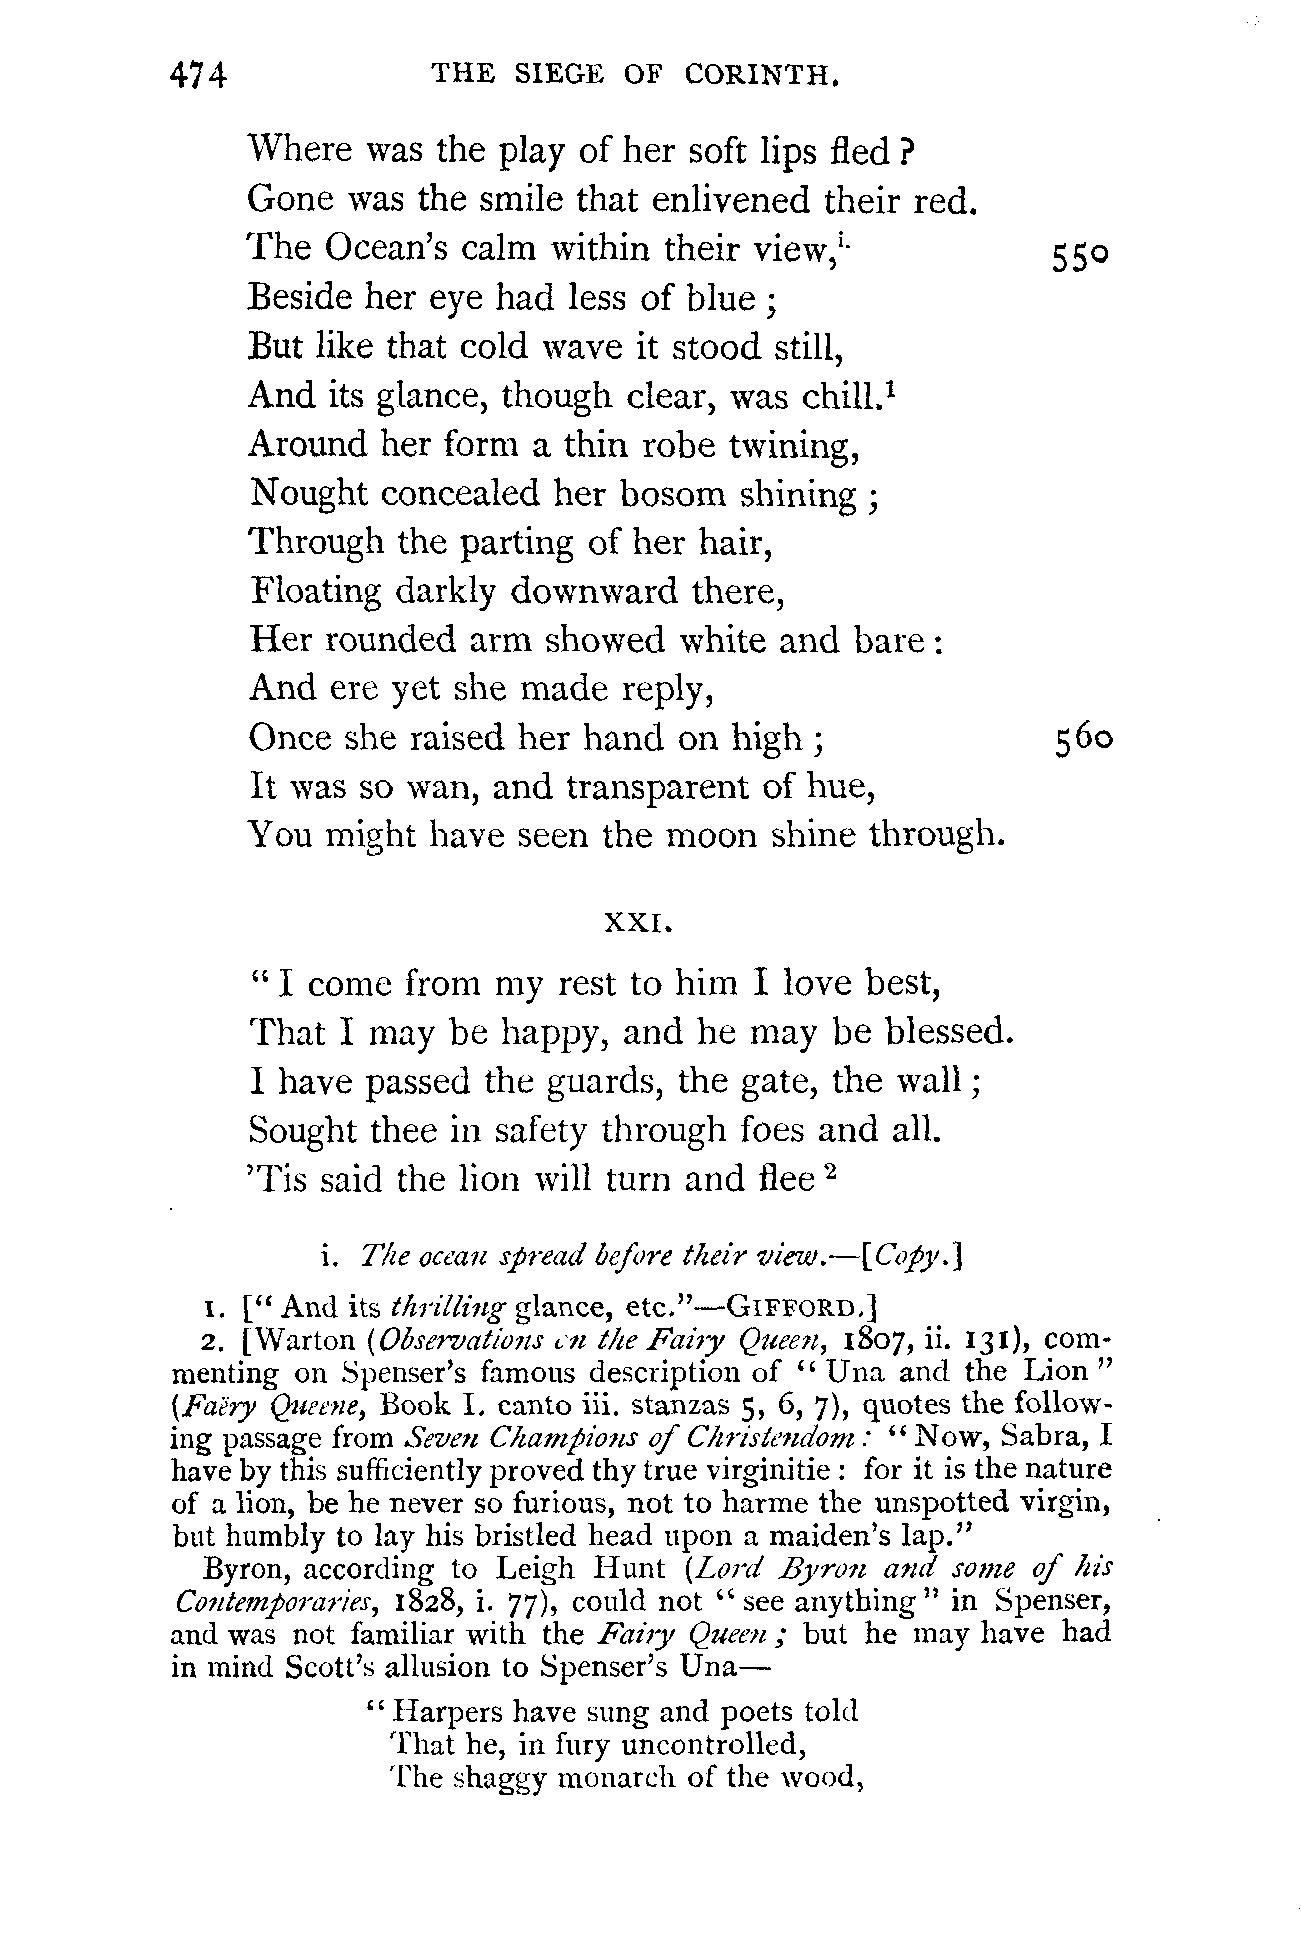 474 THE SIEGE OF CORINTH.
Where was the play of her soft lips fled ?
Gone was the smile that enlivened their red.
The Ocean's calm within their view,i. 550
Beside her eye had less of blue ;
But like that cold wave it stood still,
And its glance, though clear, was chill.1
Around her form a thin robe twining,
Nought concealed her bosom shining ;
Through the parting of her hair,
Floating darkly downward there,
Her rounded arm showed white and bare :
And ere yet she made reply,
Once she raised her hand on high ; 560
It was so wan, and transparent of hue,
You might have seen the moon shine through.
XXI.
“ I come from my rest to him I love best,
That I may be happy, and he may be blessed.
I have passed the guards, the gate, the wall ;
Sought thee in safety through foes and all.
’Tis said the lion will turn and flee 2
i. The ocean spread before their view.—[Copy.]
1. [“ And its thrilling glance, etc.”—GIFFORD.]
2. [Warton (Observations on the Fairy Queen, 1807, ii. 131), com-
menting on Spenser's famous description of “ Una and the Lion ”
(Faëry Queene, Book I. canto iii. stanzas 5, 6, 7), quotes the follow-
ing passage from Seven Champions of Christendom : “ Now, Sabra, I
have by this sufficiently proved thy true virginitie : for it is the nature
of a lion, be he never so furious, not to harme the unspotted virgin,
but humbly to lay his bristled head upon a maiden's lap.”
Byron, according to Leigh Hunt (Lord Byron and some of his
Contemporaries, 1828, i. 77), could not “ see anything ” in Spenser,
and was not familiar with the Fairy Queen ; but he may have had
in mind Scott's allusion to Spenser's Una—
“ Harpers have sung and poets told
That he, in fury uncontrolled,
The shaggy monarch of the wood,